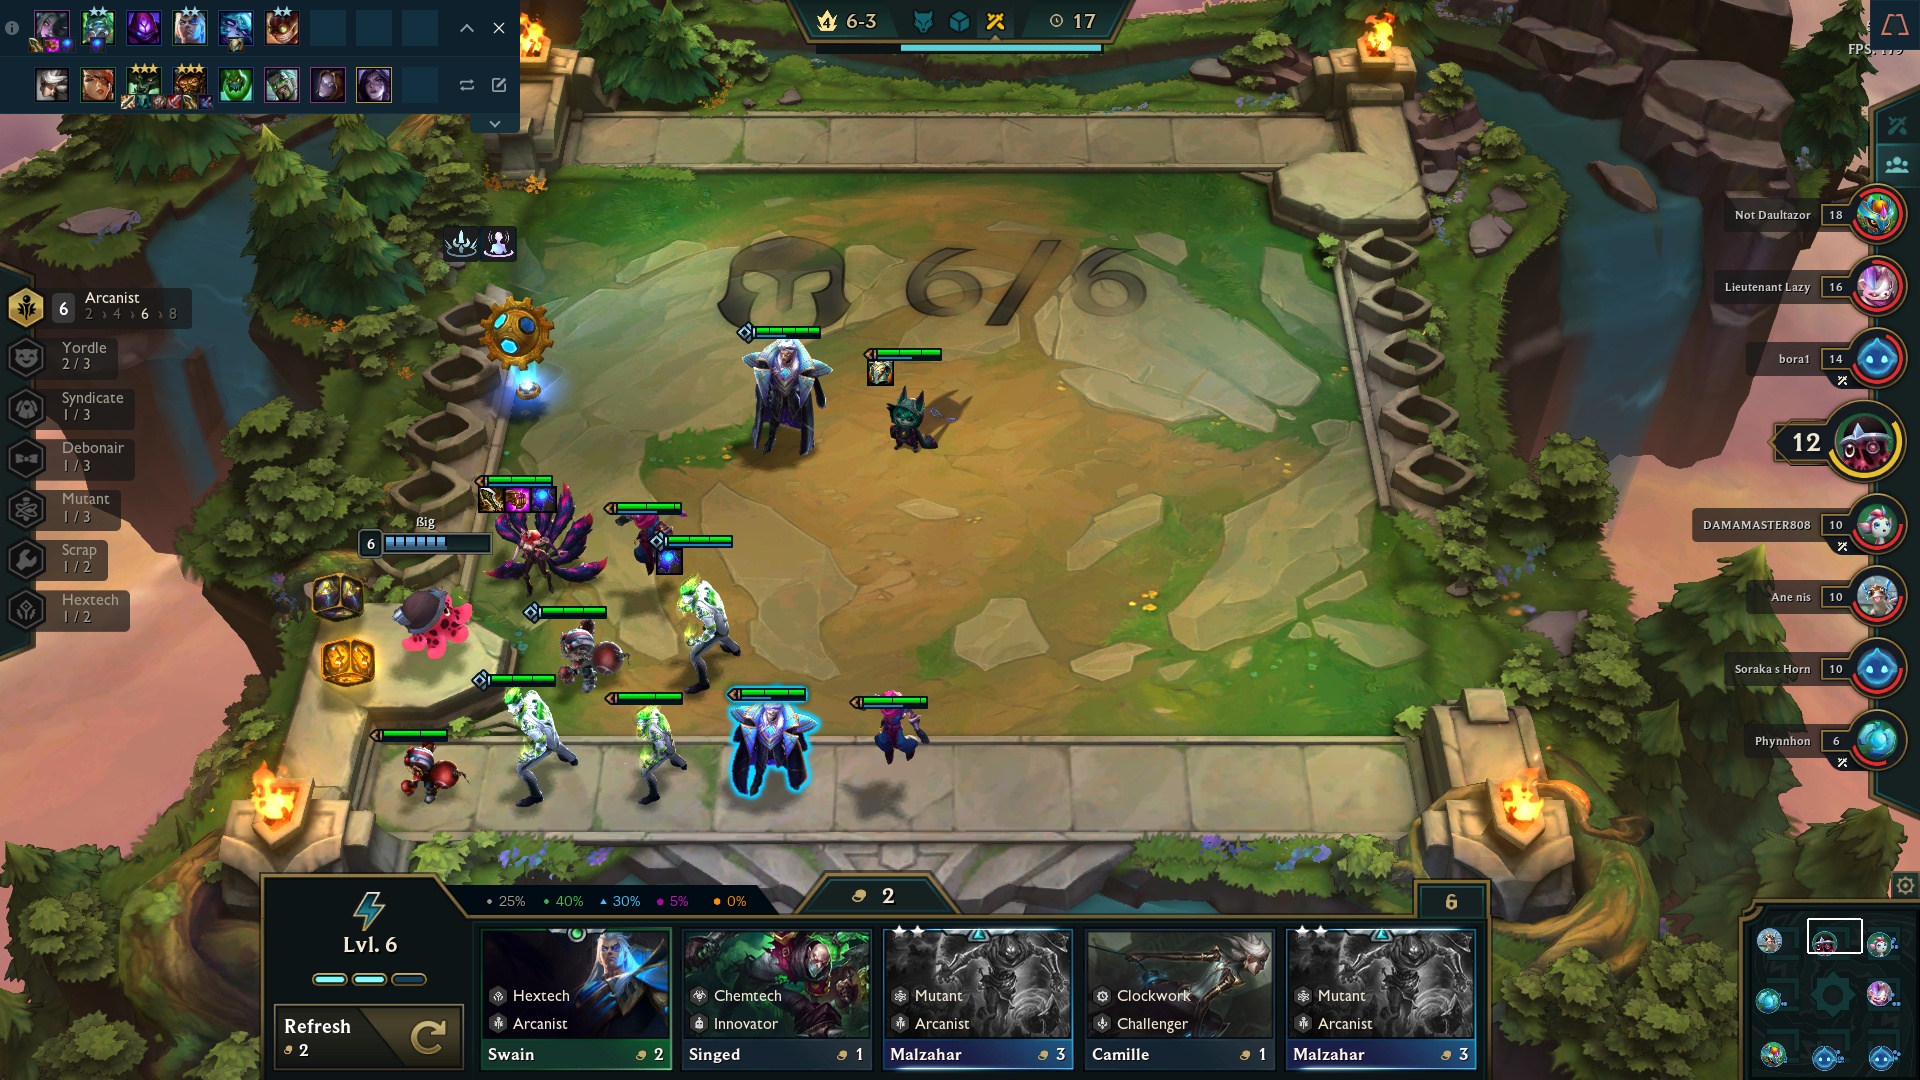 4 6-3
17
FPS: 179
6/6
Not Daultazor 18
Lieutenant Lazy 16
bora1 14
12
DAMAMASTER808 10
Ane nis 10
Soraka s Horn 10
Phynnhon 6
6 Arcanist
2 › 4 › 6 › 8
Yordle
2 / 3
Syndicate
1 / 3
Debonair
1 / 3
Mutant
1 / 3
Scrap
1 / 2
Hextech
1 / 2
ßig
6
25% 40% 30% 5% 0%
2
6
Lvl. 6
Refresh
2
Hextech
Arcanist
Swain 2
Chemtech
Innovator
Singed 1
Mutant
Arcanist
Malzahar 3
Clockwork
Challenger
Camille 1
Mutant
Arcanist
Malzahar 3